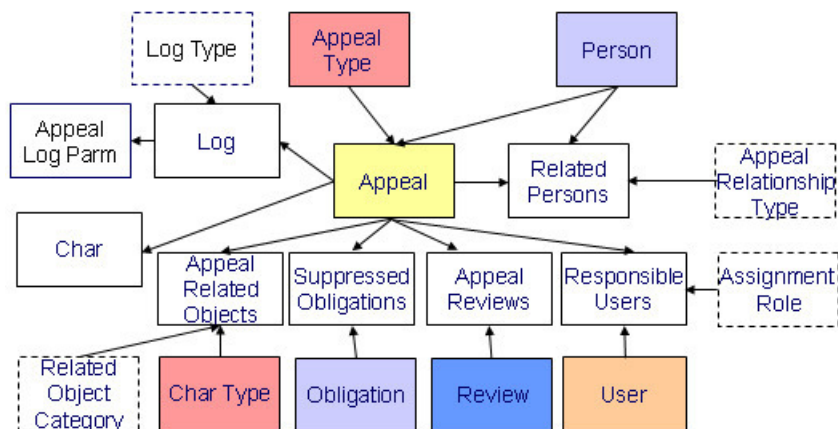 Log Type
Appeal
Type
Person
Appeal
Log Parm
Log
Appeal
Related
Persons
Appeal
Relationship
Type
Char
Appeal
Related
Objects
Suppressed
Obligations
Appeal
Reviews
Responsible
Users
Assignment
Role
Related
Object
Category
Char Type
Obligation
Review
User